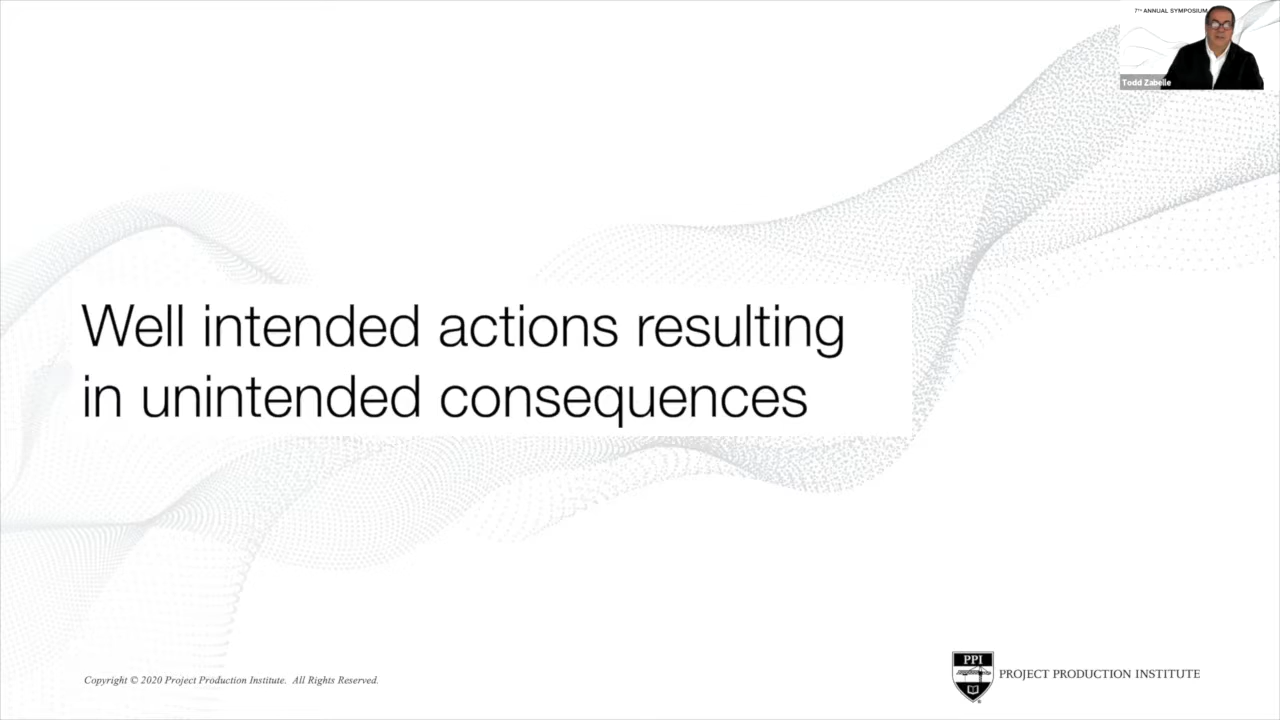 7TH ANNUAL SYMPOSIUM
Todd Zabelle
Well intended actions resulting
in unintended consequences
Copyright © 2020 Project Production Institute. All Rights Reserved.
PPI
PROJECT PRODUCTION INSTITUTE